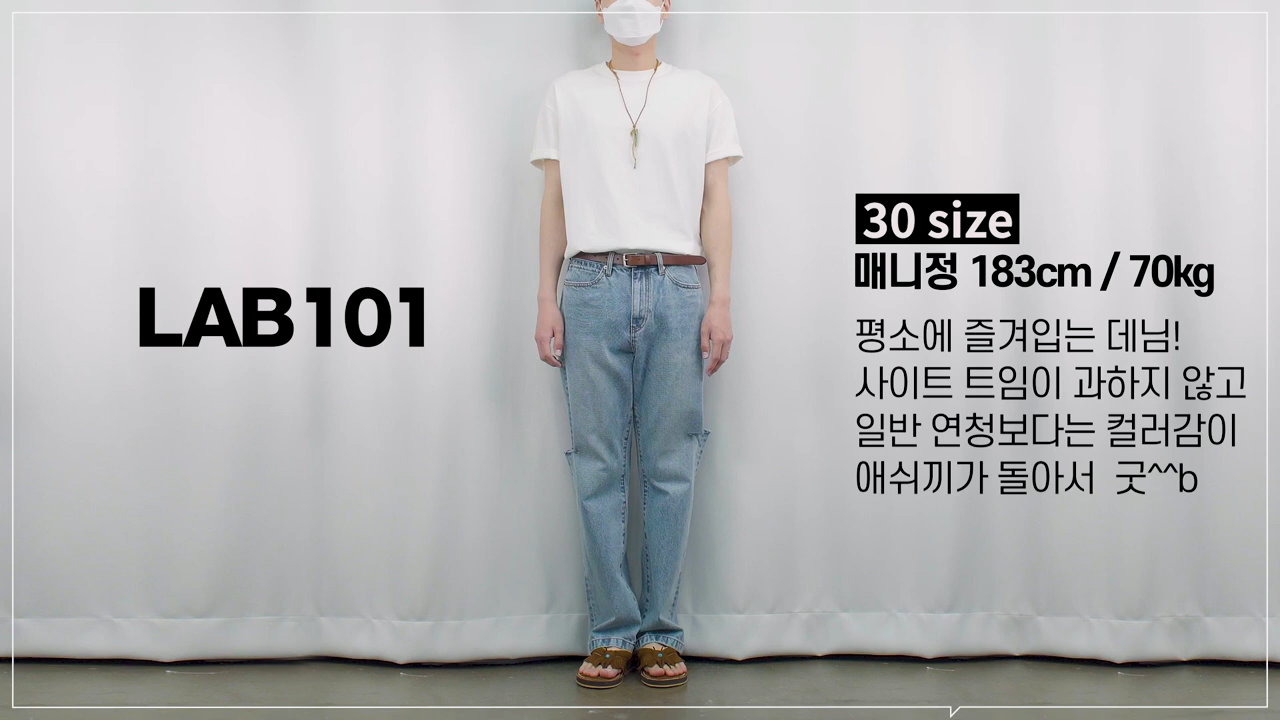 LAB101
30 size
매니정 183cm / 70kg
평소에 즐겨입는 데님!
사이트 트임이 과하지 않고
일반 연청보다는 컬러감이
애쉬끼가 돌아서 굿^^b